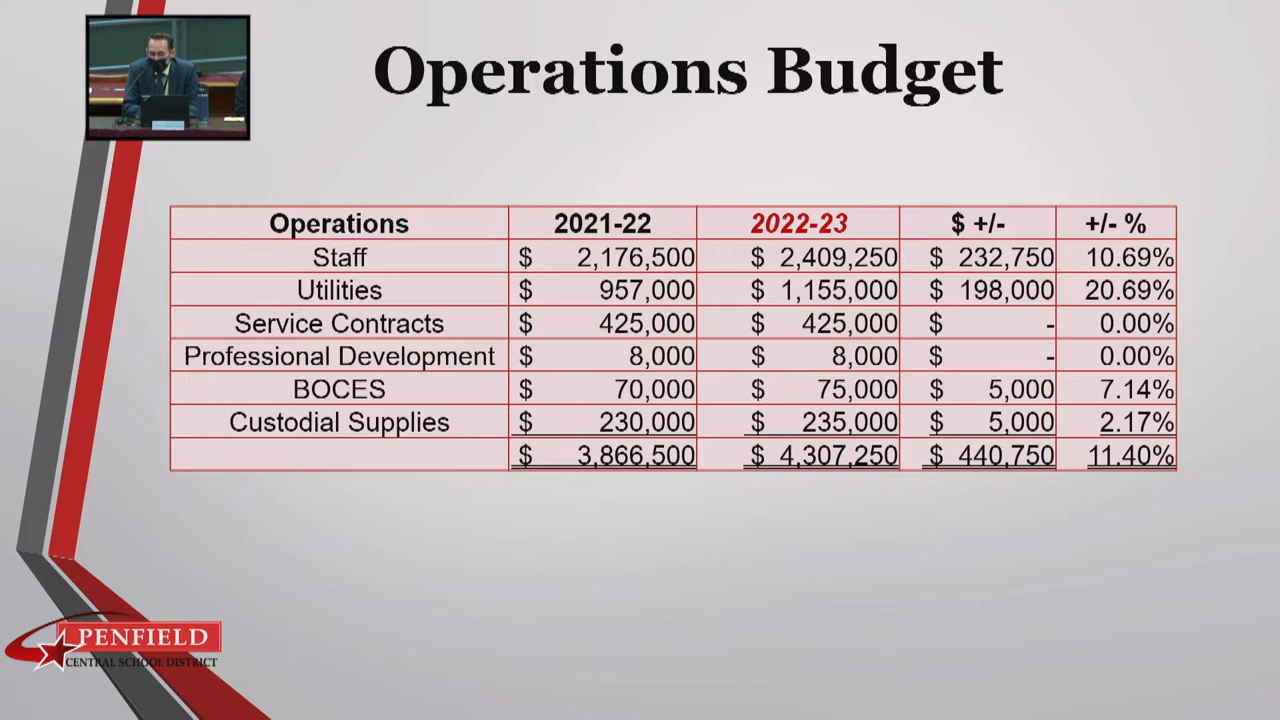 Operations Budget
Operations 2021-22 2022-23 $ +/- +/- %
Staff $ 2,176,500 $ 2,409,250 $ 232,750 10.69%
Utilities $ 957,000 $ 1,155,000 $ 198,000 20.69%
Service Contracts $ 425,000 $ 425,000 $ - 0.00%
Professional Development $ 8,000 $ 8,000 $ - 0.00%
BOCES $ 70,000 $ 75,000 $ 5,000 7.14%
Custodial Supplies $ 230,000 $ 235,000 $ 5,000 2.17%
$ 3,866,500 $ 4,307,250 $ 440,750 11.40%
PENFIELD
CENTRAL SCHOOL DISTRICT